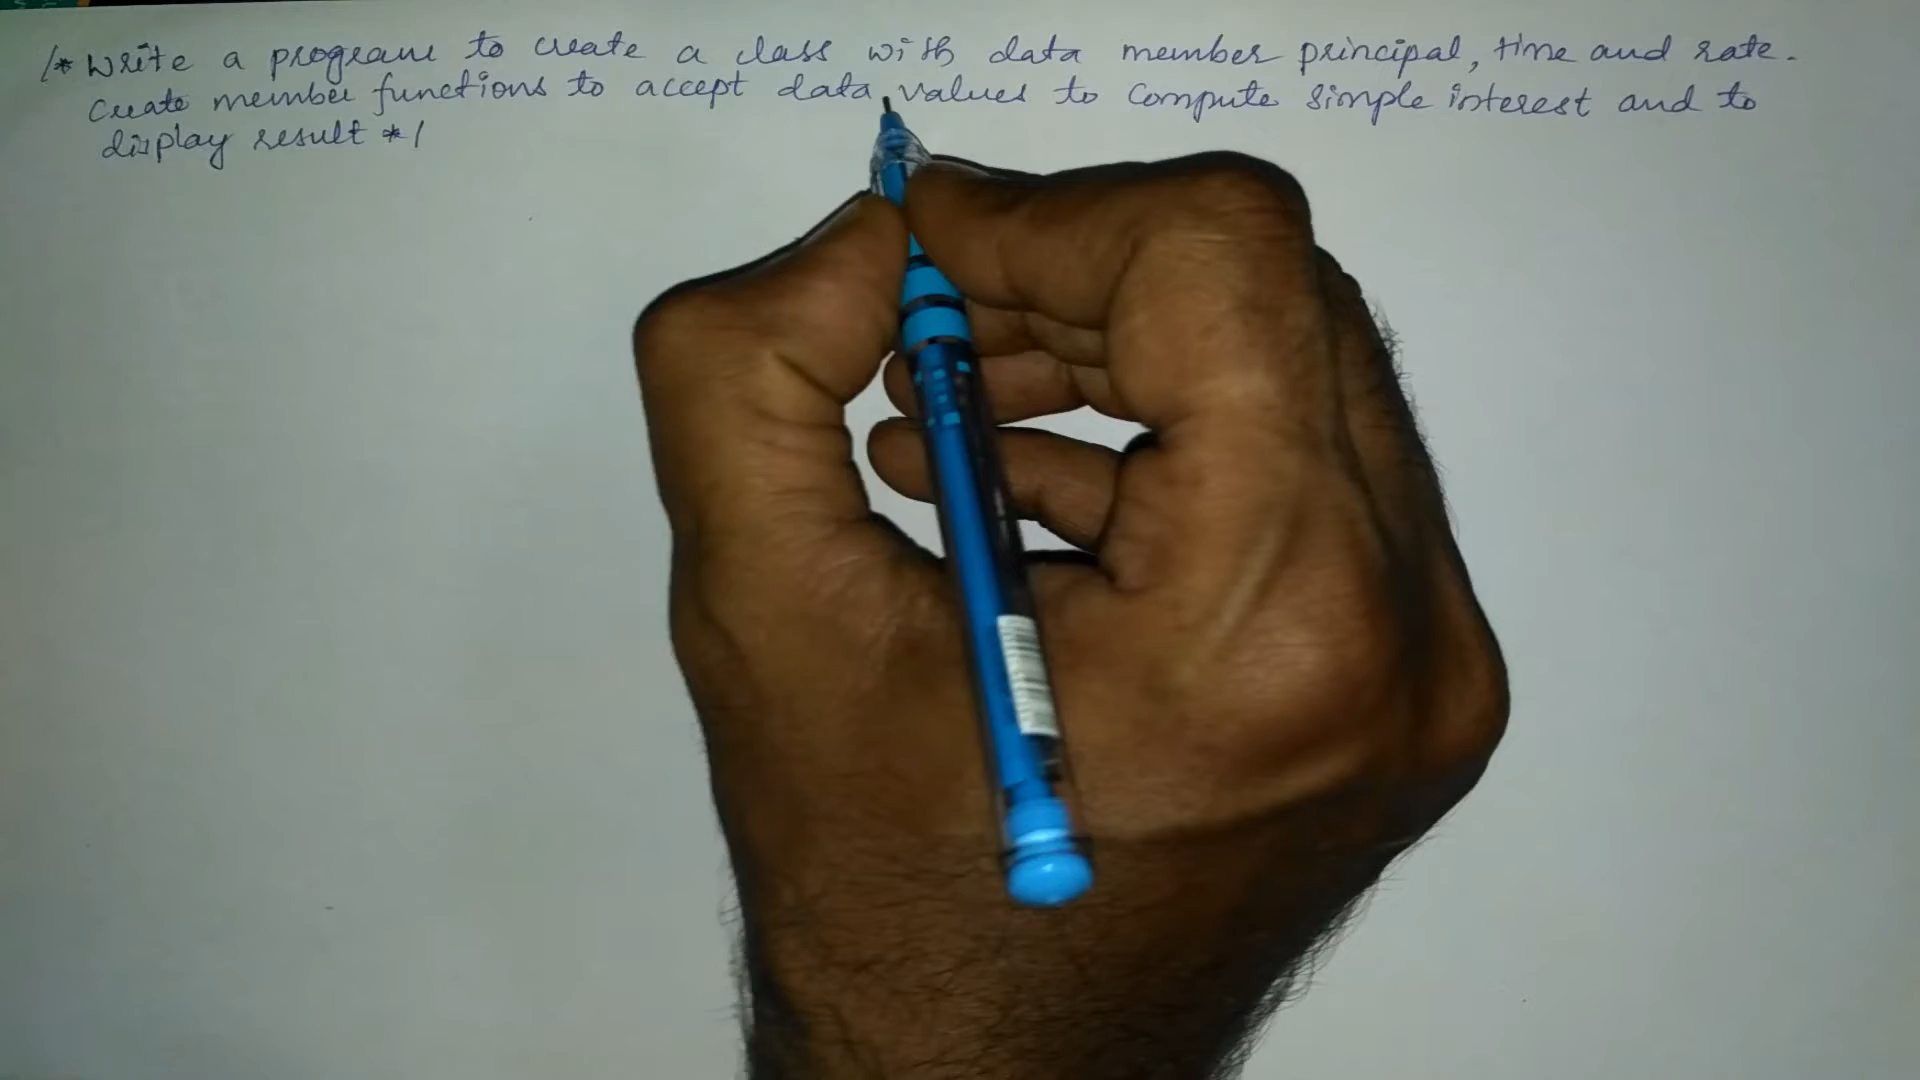 /* Write a program to create a class with data member principal, time and rate.
Create member functions to accept data values to compute simple interest and to
display result */